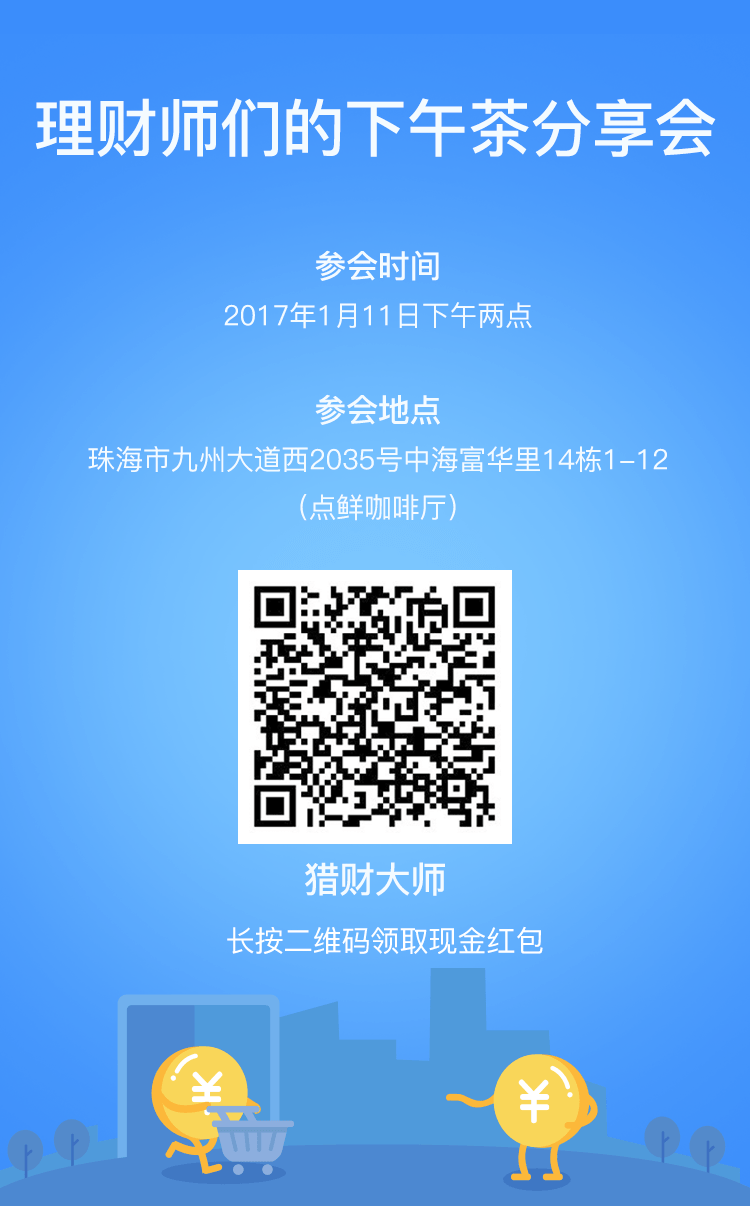 理财师们的下午茶分享会
参会时间
2017年1月11日下午两点
参会地点
珠海市九州大道西2035号中海富华里14栋1-12
（点鲜咖啡厅）
猎财大师
长按二维码领取现金红包
¥
¥